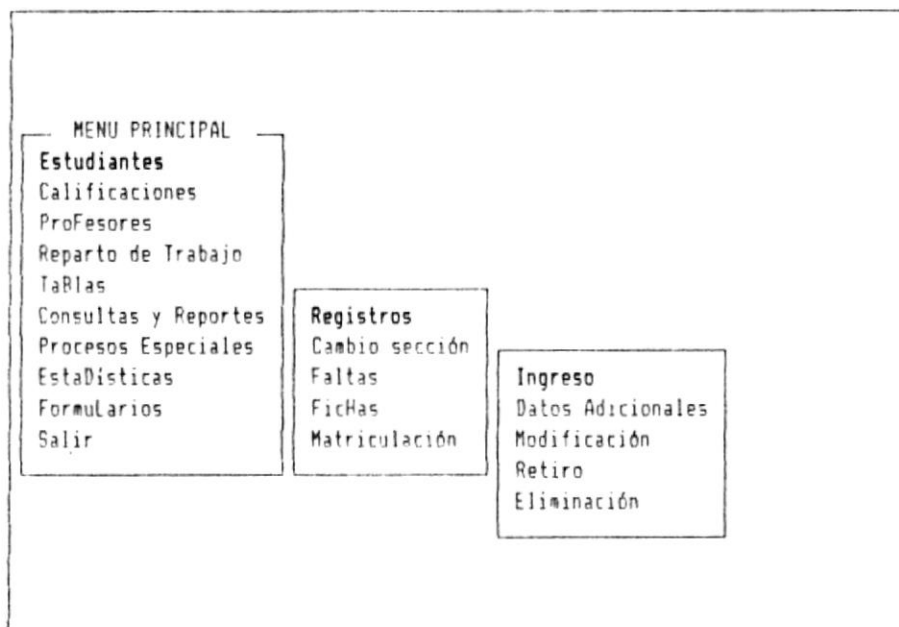 MENU PRINCIPAL
Estudiantes
Calificaciones
ProFesores
Reparto de Trabajo
TaBlas
Consultas y Reportes
Procesos Especiales
EstaDísticas
FormuLarios
Salir
Registros
Cambio sección
Faltas
FicHas
Matriculación
Ingreso
Datos Adicionales
Modificación
Retiro
Eliminación